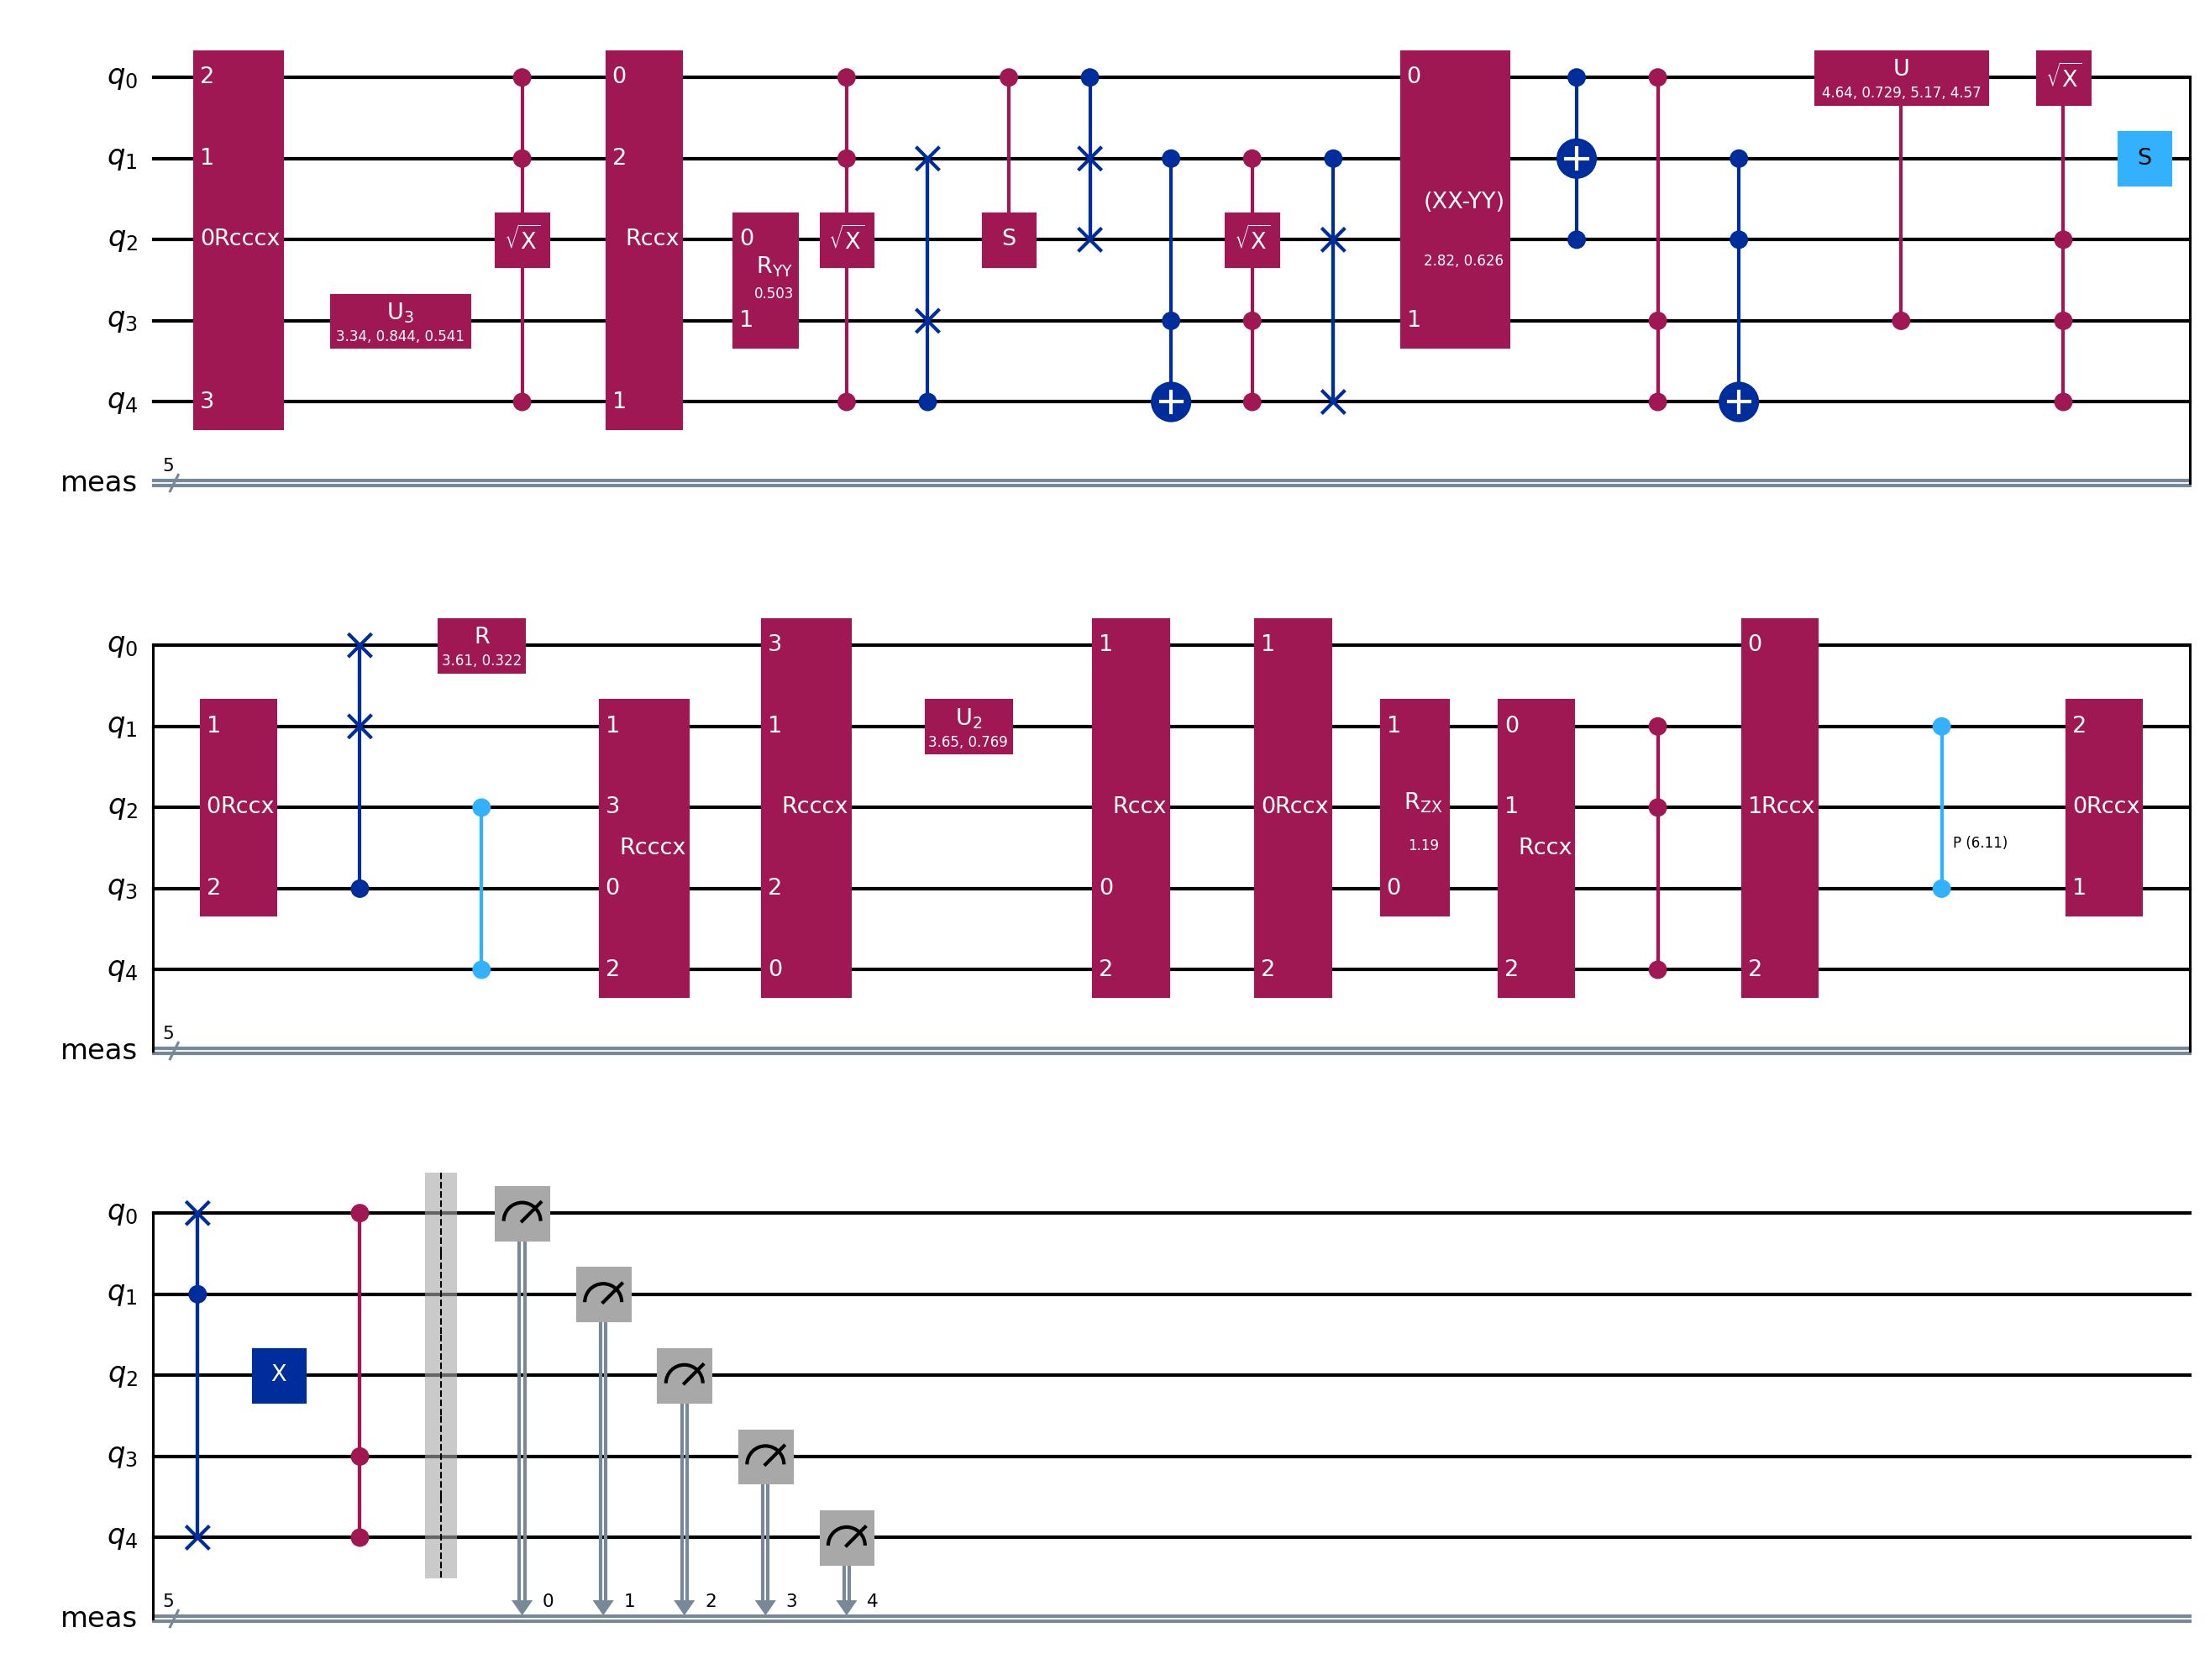 q0 2 0 0 U
4.64, 0.729, 5.17, 4.57 √X
q1 1 2 S
(XX-YY)
2.82, 0.626
q2 0Rcccx √X Rccx 0 √X S √X
RYY
0.503
q3 U3
3.34, 0.844, 0.541 1 1
q4 3 1
meas 5
q0 R
3.61, 0.322 3 1 1 0
q1 1 1 1 U2
3.65, 0.769 1 0 2
q2 0Rccx 3 Rcccx Rccx 0Rccx RZX
1.19 1 1Rccx 0Rccx
Rcccx Rccx P (6.11)
q3 2 0 2 0 0 1
q4 2 0 2 2 2 2
meas 5
q0
q1
q2 X
q3
q4
meas 5 0 1 2 3 4